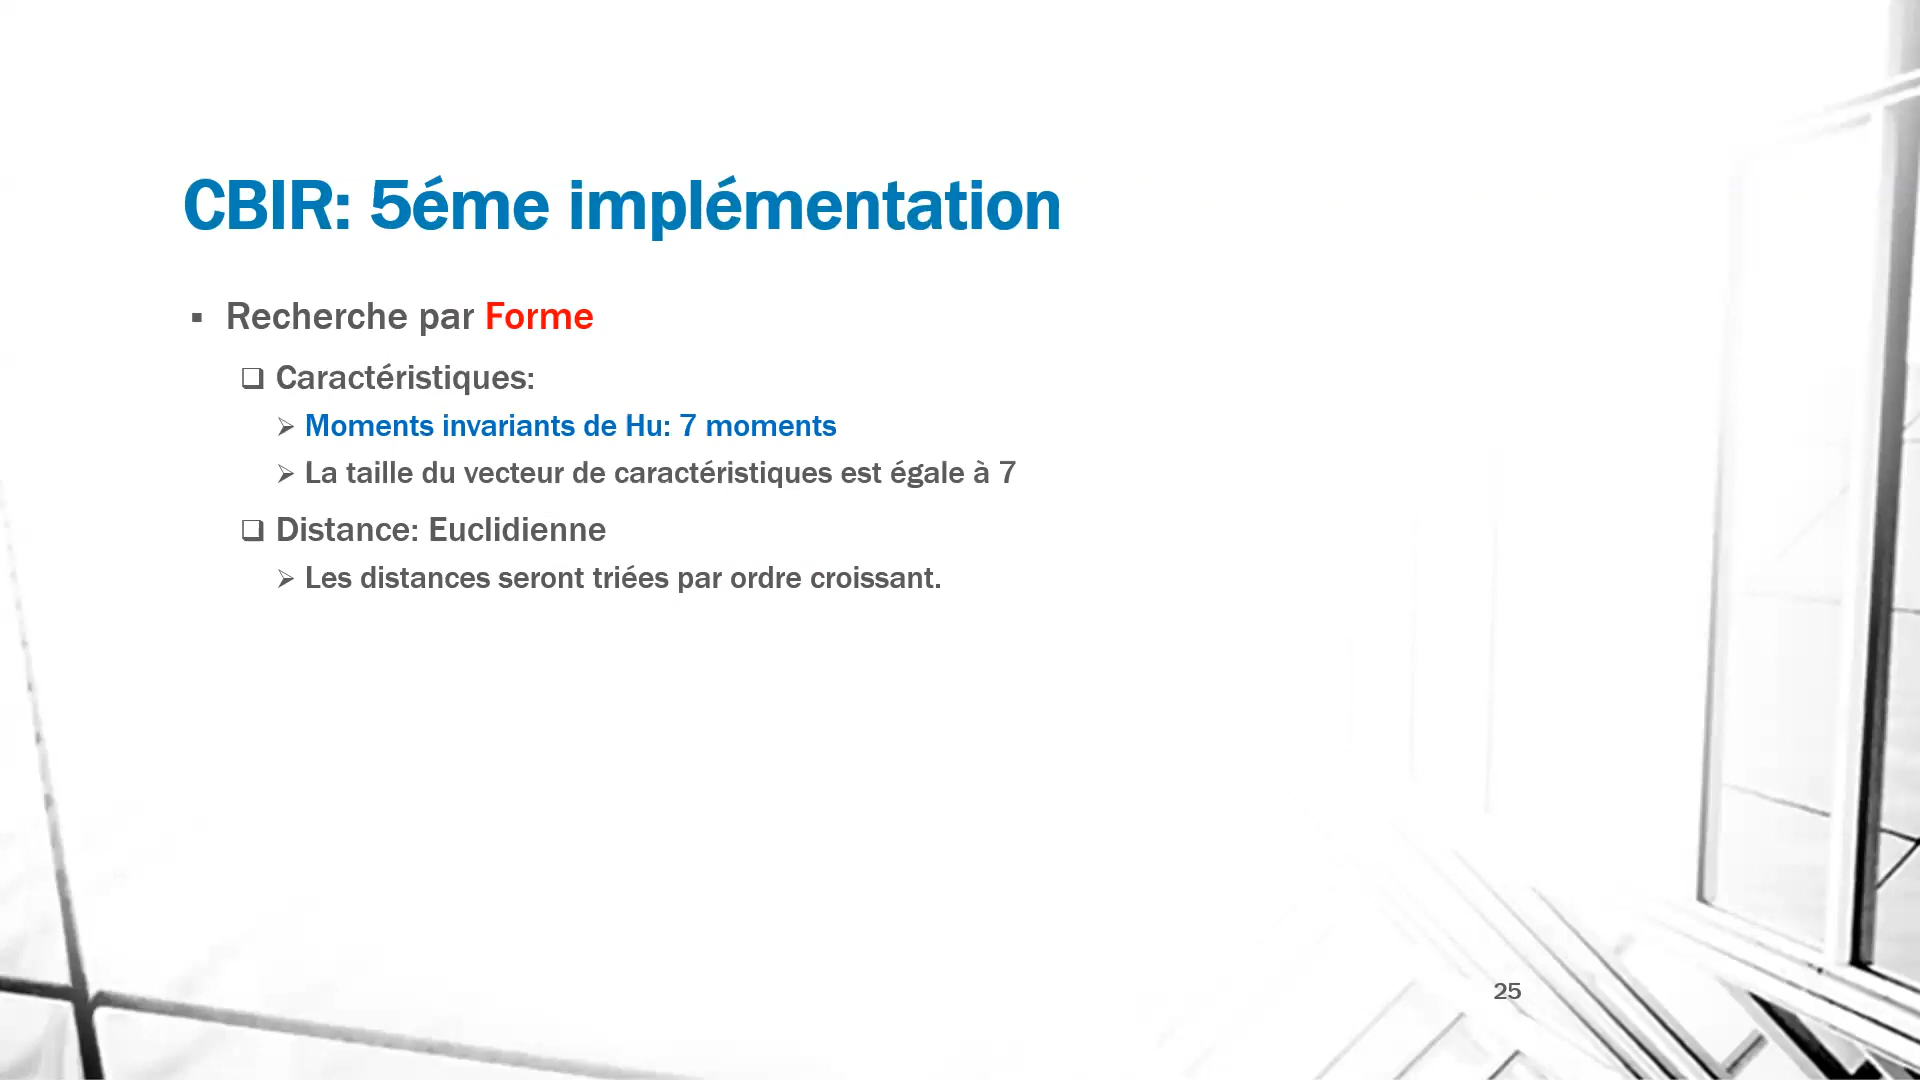 CBIR: 5éme implémentation
▪ Recherche par Forme
❑ Caractéristiques:
➢ Moments invariants de Hu: 7 moments
➢ La taille du vecteur de caractéristiques est égale à 7
❑ Distance: Euclidienne
➢ Les distances seront triées par ordre croissant.
25